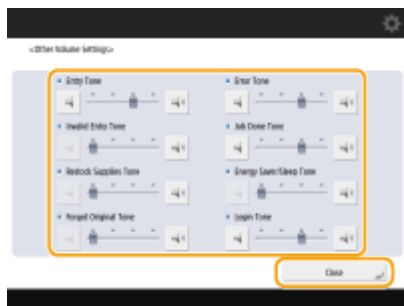 <Other Volume Settings>
Entry Tone
Error Tone
Invalid Entry Tone
Job Done Tone
Restock Supplies Tone
Energy Saver/Sleep Tone
Forgot Original Tone
Login Tone
Close